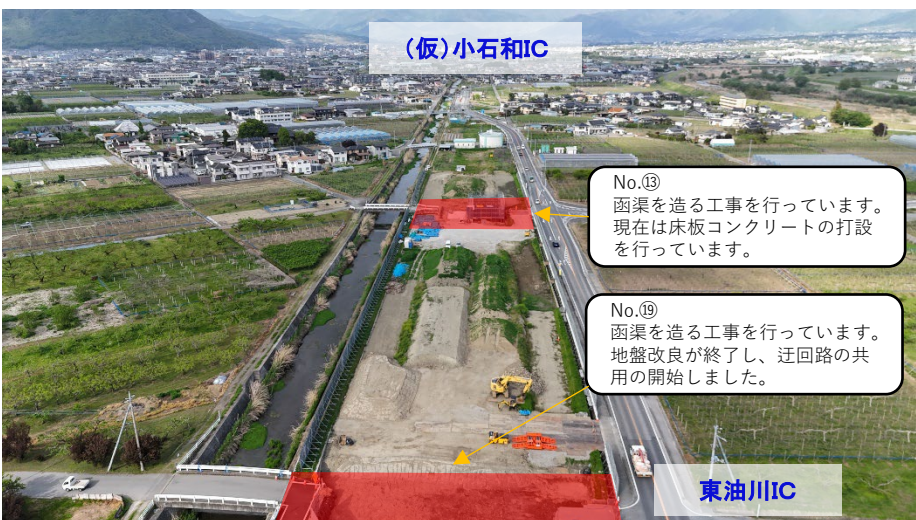 (仮)小石和IC
No.⑬
函渠を造る工事を行っています。
現在は床板コンクリートの打設
を行っています。
No.⑲
函渠を造る工事を行っています。
地盤改良が終了し、迂回路の共
用の開始しました。
東油川IC